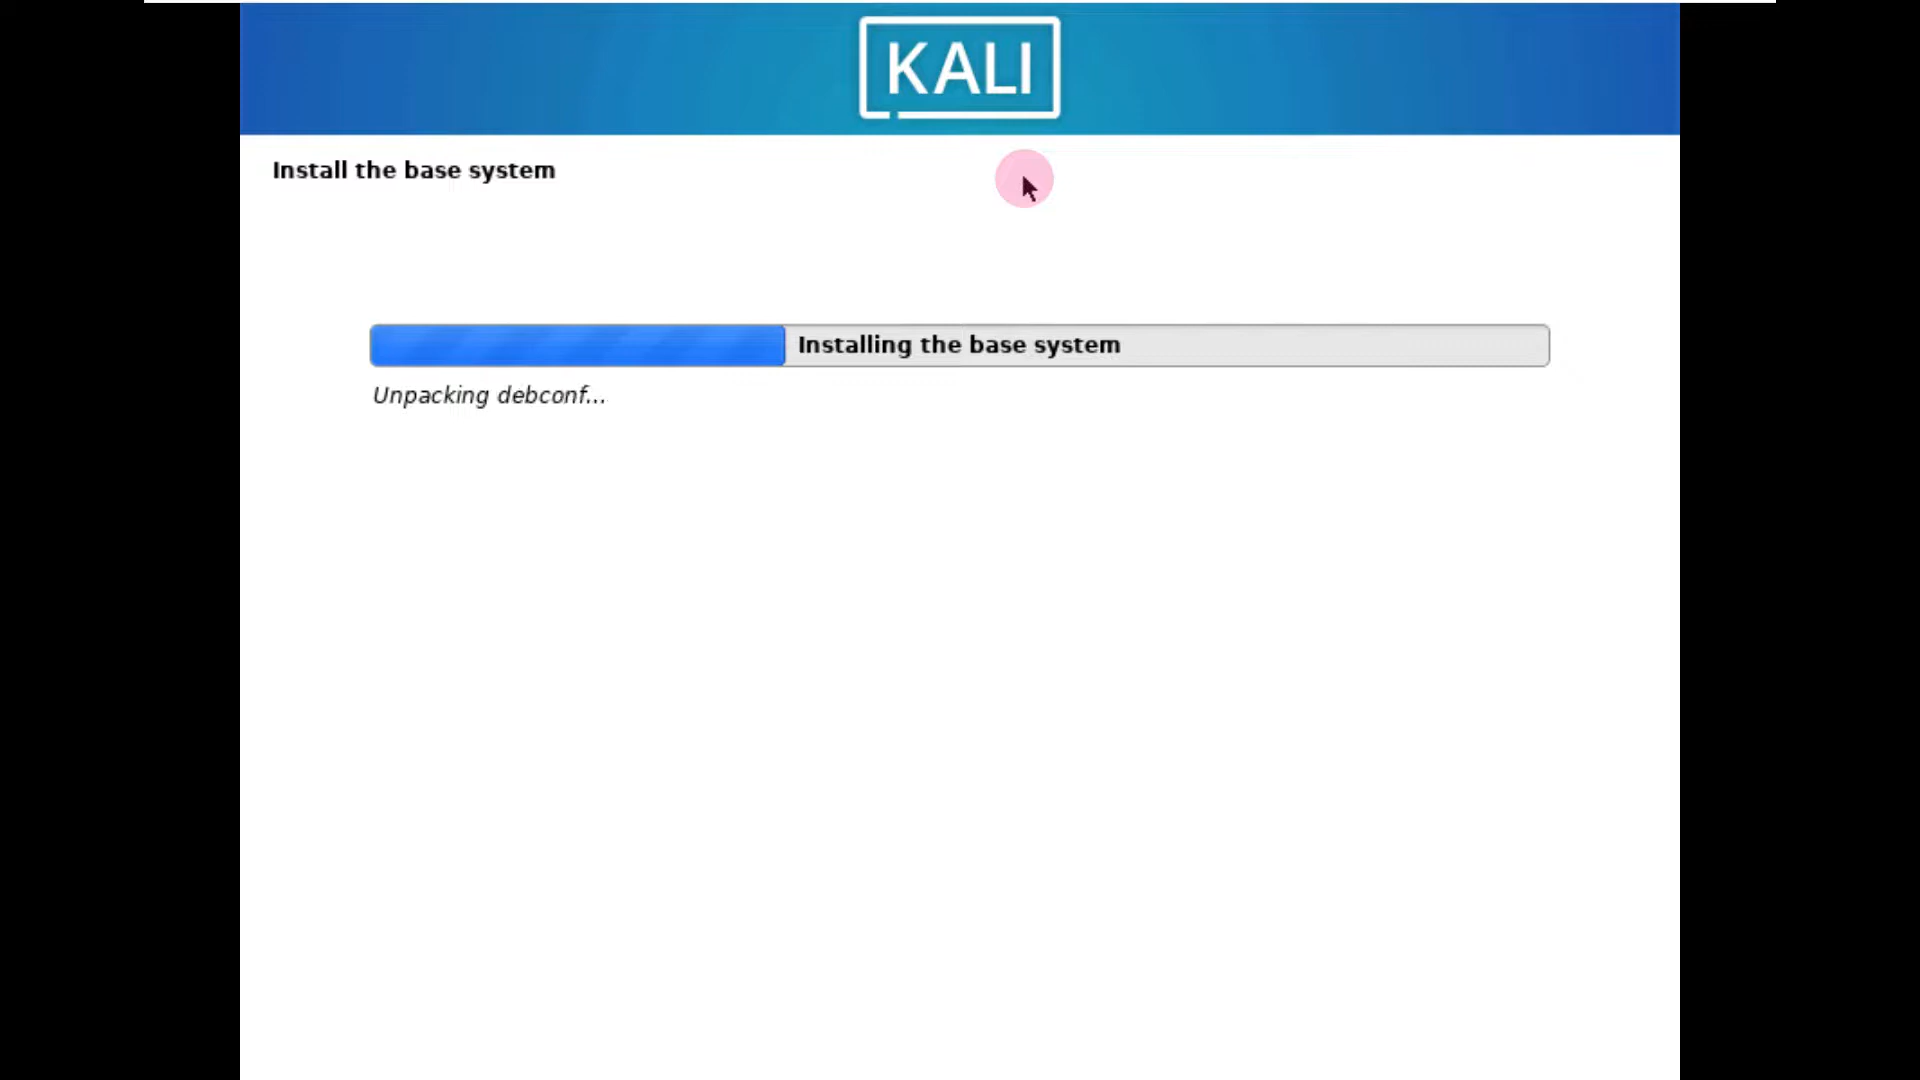 KALI
Install the base system
Installing the base system
Unpacking debconf...